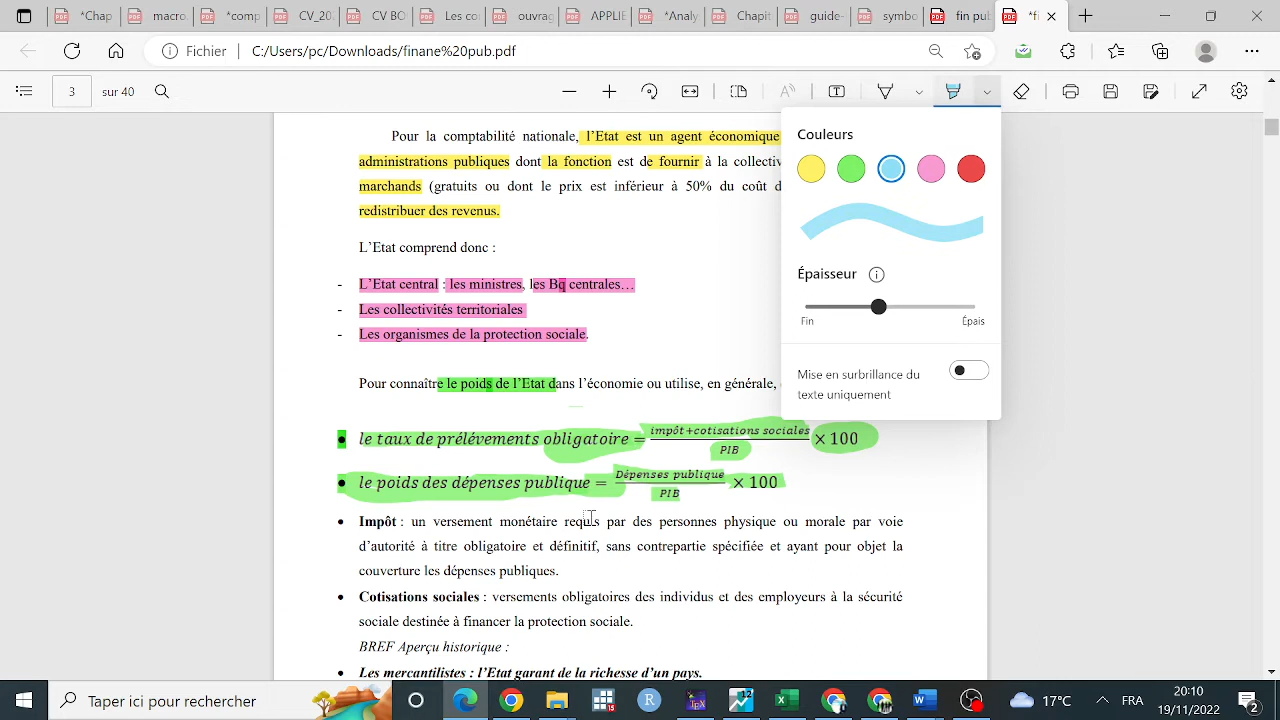 *Chap
macro
*comp
CV_20
CV BO
Les co
ouvrag
APPLIE
*Analy
Chapt
guide-
symbo
fin pub
*fi
Fichier C:/Users/pc/Downloads/finane%20pub.pdf
3 sur 40
Pour la comptabilité nationale, l’Etat est un agent économique
administrations publiques dont la fonction est de fournir à la collectiv
marchands (gratuits ou dont le prix est inférieur à 50% du coût d
redistribuer des revenus.
L’Etat comprend donc :
- L’Etat central : les ministres, les Bq centrales…
- Les collectivités territoriales
- Les organismes de la protection sociale.
Pour connaître le poids de l’Etat dans l’économie ou utilise, en générale,
● le taux de prélévements obligatoire = impôt+cotisations sociales / PIB × 100
● le poids des dépenses publique = Dépenses publique / PIB × 100
● Impôt : un versement monétaire requis par des personnes physique ou morale par voie
d’autorité à titre obligatoire et définitif, sans contrepartie spécifiée et ayant pour objet la
couverture les dépenses publiques.
● Cotisations sociales : versements obligatoires des individus et des employeurs à la sécurité
sociale destinée à financer la protection sociale.
BREF Aperçu historique :
● Les mercantilistes : l’Etat garant de la richesse d’un pays.
Couleurs
Épaisseur
Fin Épais
Mise en surbrillance du
texte uniquement
Taper ici pour rechercher
17°C
FRA
20:10
19/11/2022
2